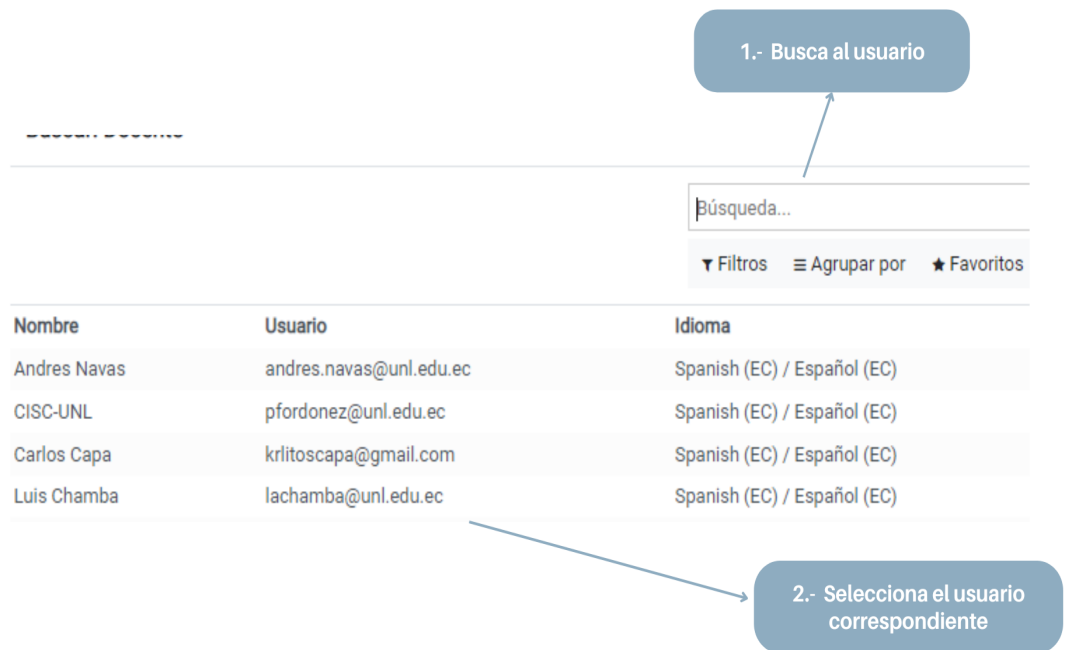 1.- Busca al usuario
Búsqueda...
Filtros Agrupar por Favoritos
Nombre Usuario Idioma
Andres Navas andres.navas@unl.edu.ec Spanish (EC) / Español (EC)
CISC-UNL pfordonez@unl.edu.ec Spanish (EC) / Español (EC)
Carlos Capa krlitoscapa@gmail.com Spanish (EC) / Español (EC)
Luis Chamba lachamba@unl.edu.ec Spanish (EC) / Español (EC)
2.- Selecciona el usuario
correspondiente